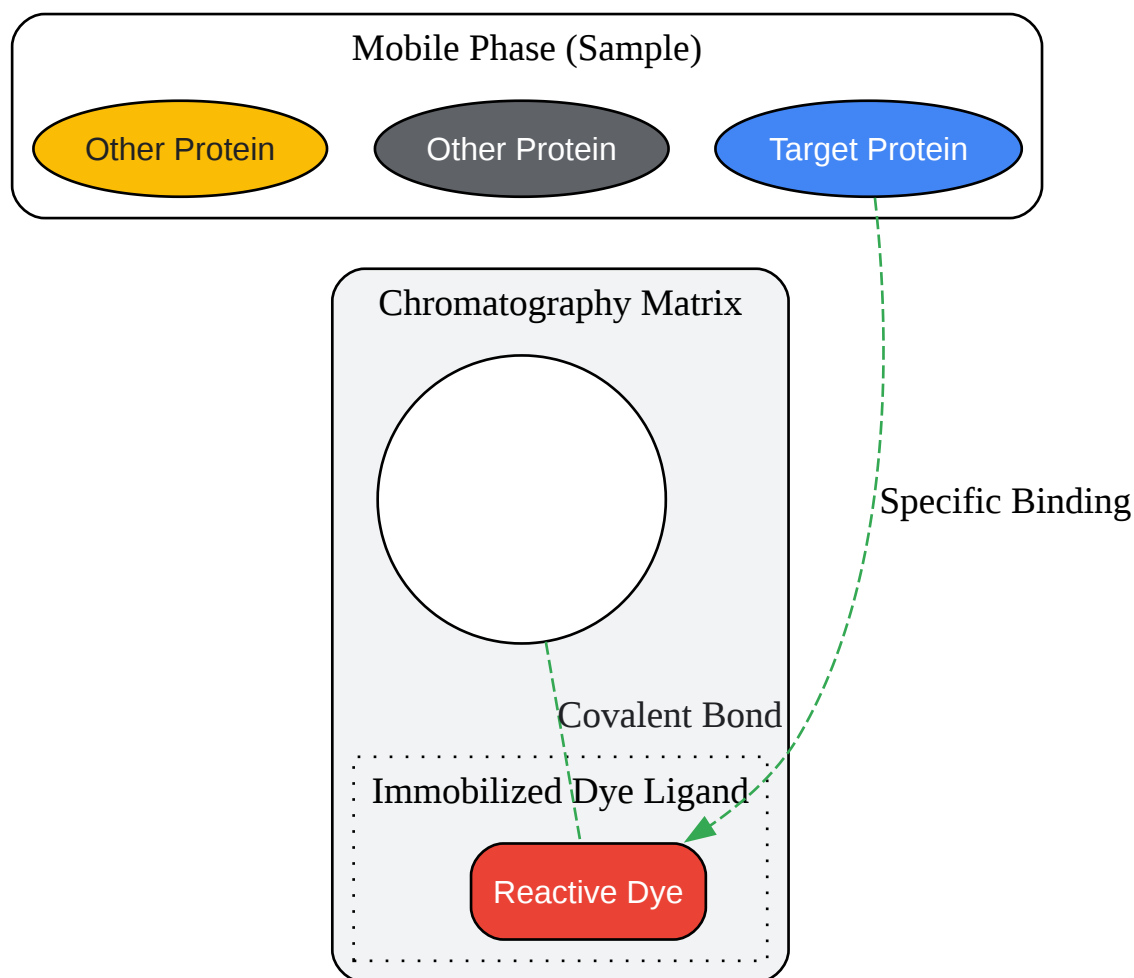 Mobile Phase (Sample)
Other Protein
Other Protein
Target Protein
Chromatography Matrix
Specific Binding
Covalent Bond
Immobilized Dye Ligand
Reactive Dye